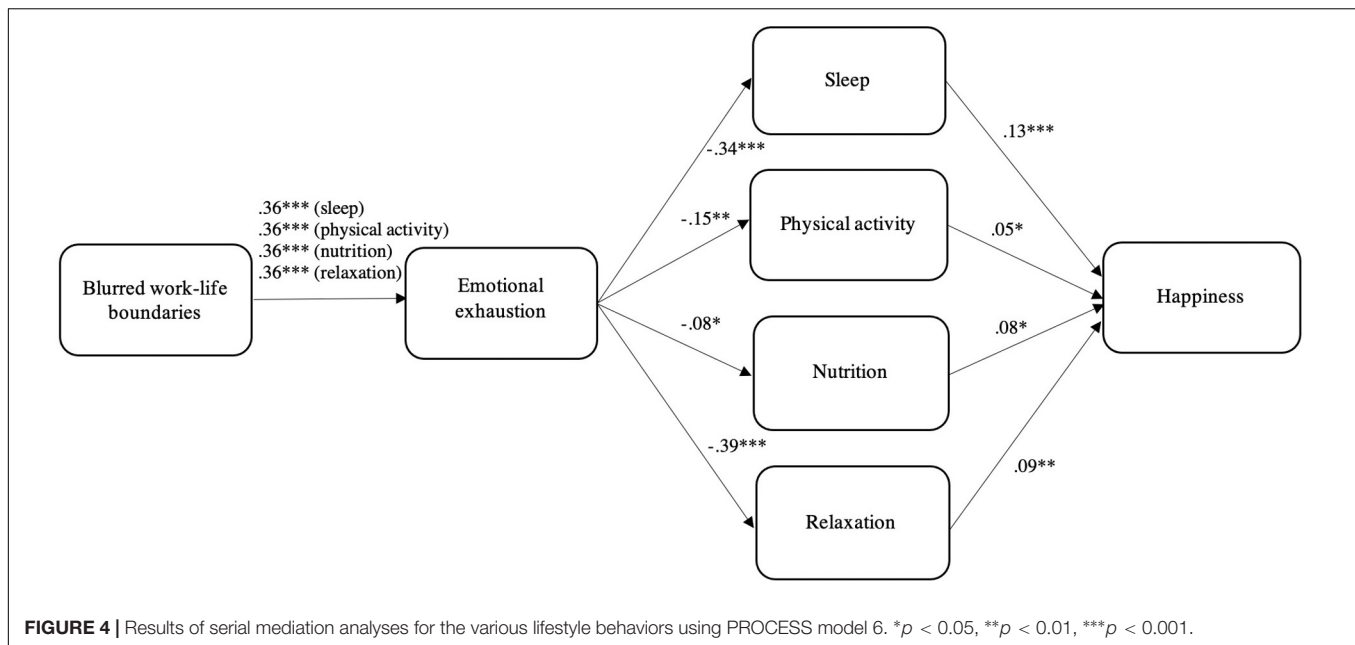 Sleep
.13***
-.34***
.36*** (sleep)
.36*** (physical activity)
.36*** (nutrition)
.36*** (relaxation)
Physical activity
-.15**
.05*
Blurred work-life
boundaries
Emotional
exhaustion
Happiness
-.08*
Nutrition
.08*
-.39***
.09**
Relaxation
FIGURE 4 | Results of serial mediation analyses for the various lifestyle behaviors using PROCESS model 6. *p < 0.05, **p < 0.01, ***p < 0.001.